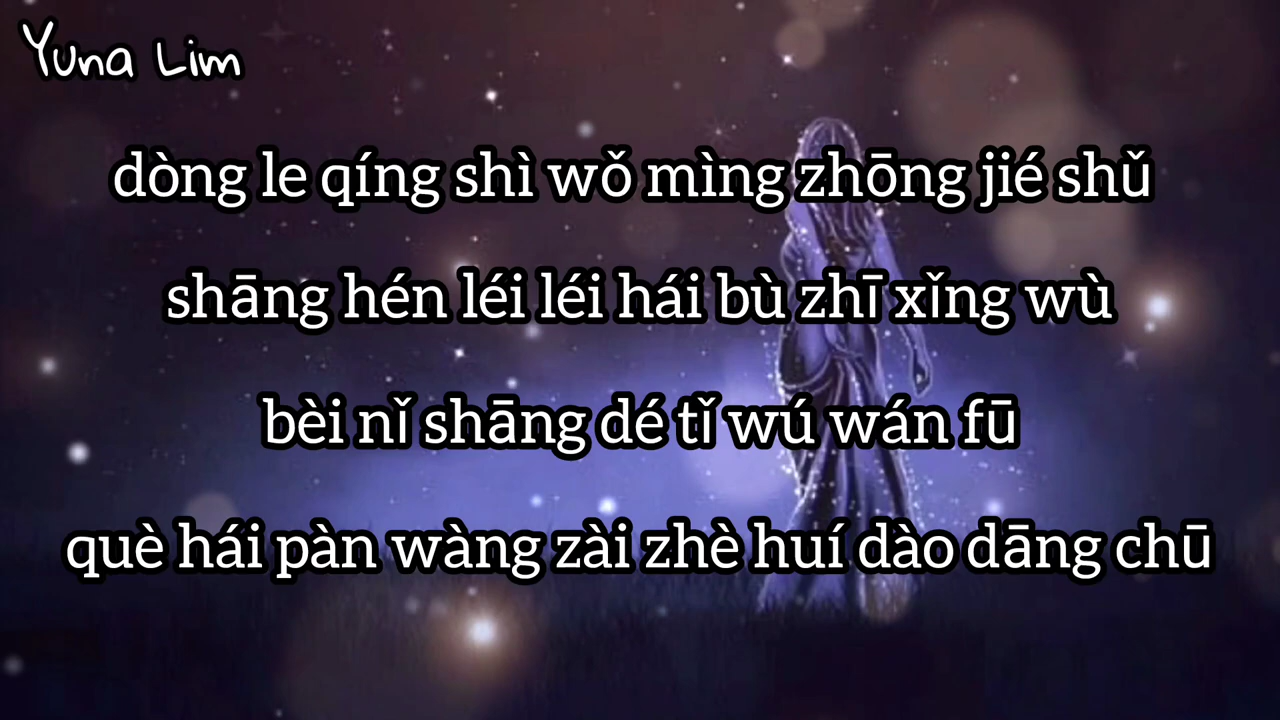 Yuna Lim
dòng le qíng shì wǒ mìng zhōng jié shǔ
shāng hén léi léi hái bù zhī xǐng wù
bèi nǐ shāng dé tǐ wú wán fū
què hái pàn wàng zài zhè huí dào dāng chū